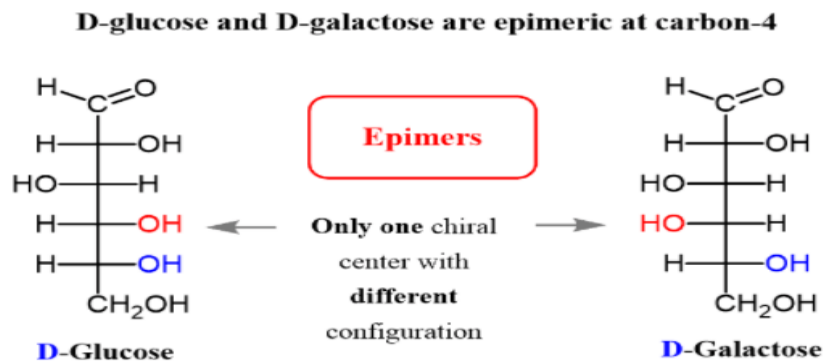 D-glucose and D-galactose are epimeric at carbon-4
H O
C
H OH
HO H
H OH
H OH
CH₂OH
D-Glucose
Epimers
Only one chiral
center with
different
configuration
H O
C
H OH
HO H
HO H
H OH
CH₂OH
D-Galactose